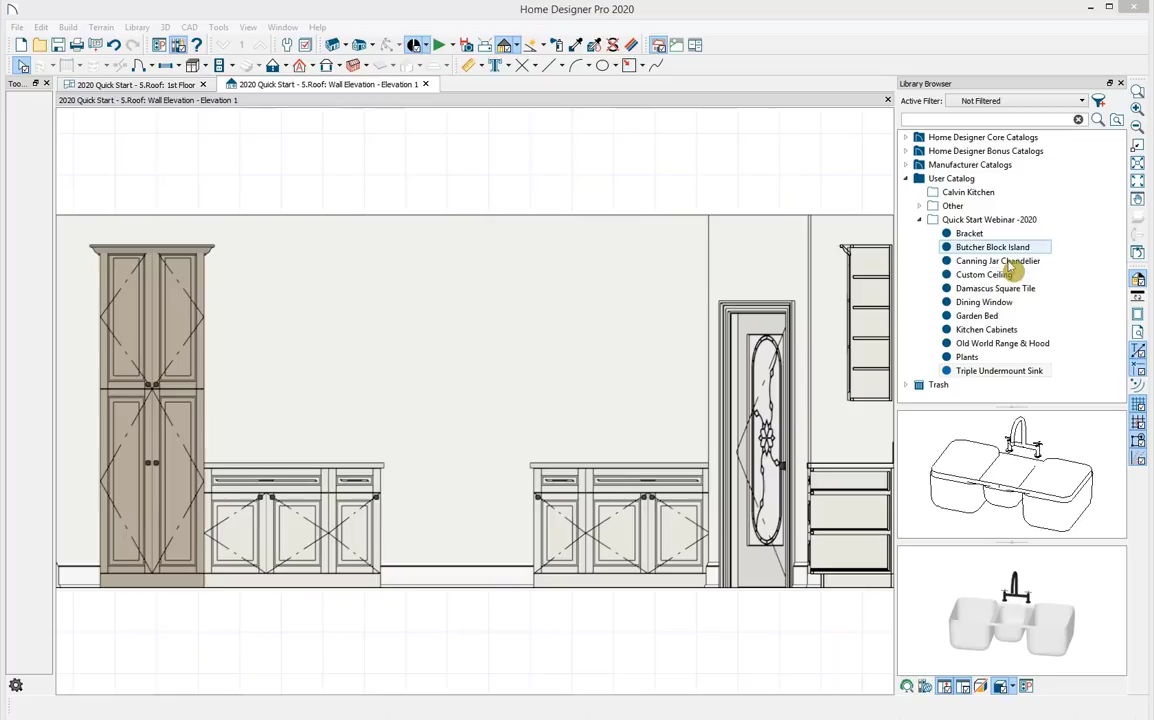 Home Designer Pro 2020
File Edit Build Terrain Library 3D CAD Tools View Window Help
1
Too...
2020 Quick Start - 5.Roof: 1st Floor
2020 Quick Start - 5.Roof: Wall Elevation - Elevation 1
2020 Quick Start - 5.Roof: Wall Elevation - Elevation 1
Library Browser
Active Filter: Not Filtered
Home Designer Core Catalogs
Home Designer Bonus Catalogs
Manufacturer Catalogs
User Catalog
Calvin Kitchen
Other
Quick Start Webinar -2020
Bracket
Butcher Block Island
Canning Jar Chandelier
Custom Ceiling
Damascus Square Tile
Dining Window
Garden Bed
Kitchen Cabinets
Old World Range & Hood
Plants
Triple Undermount Sink
Trash